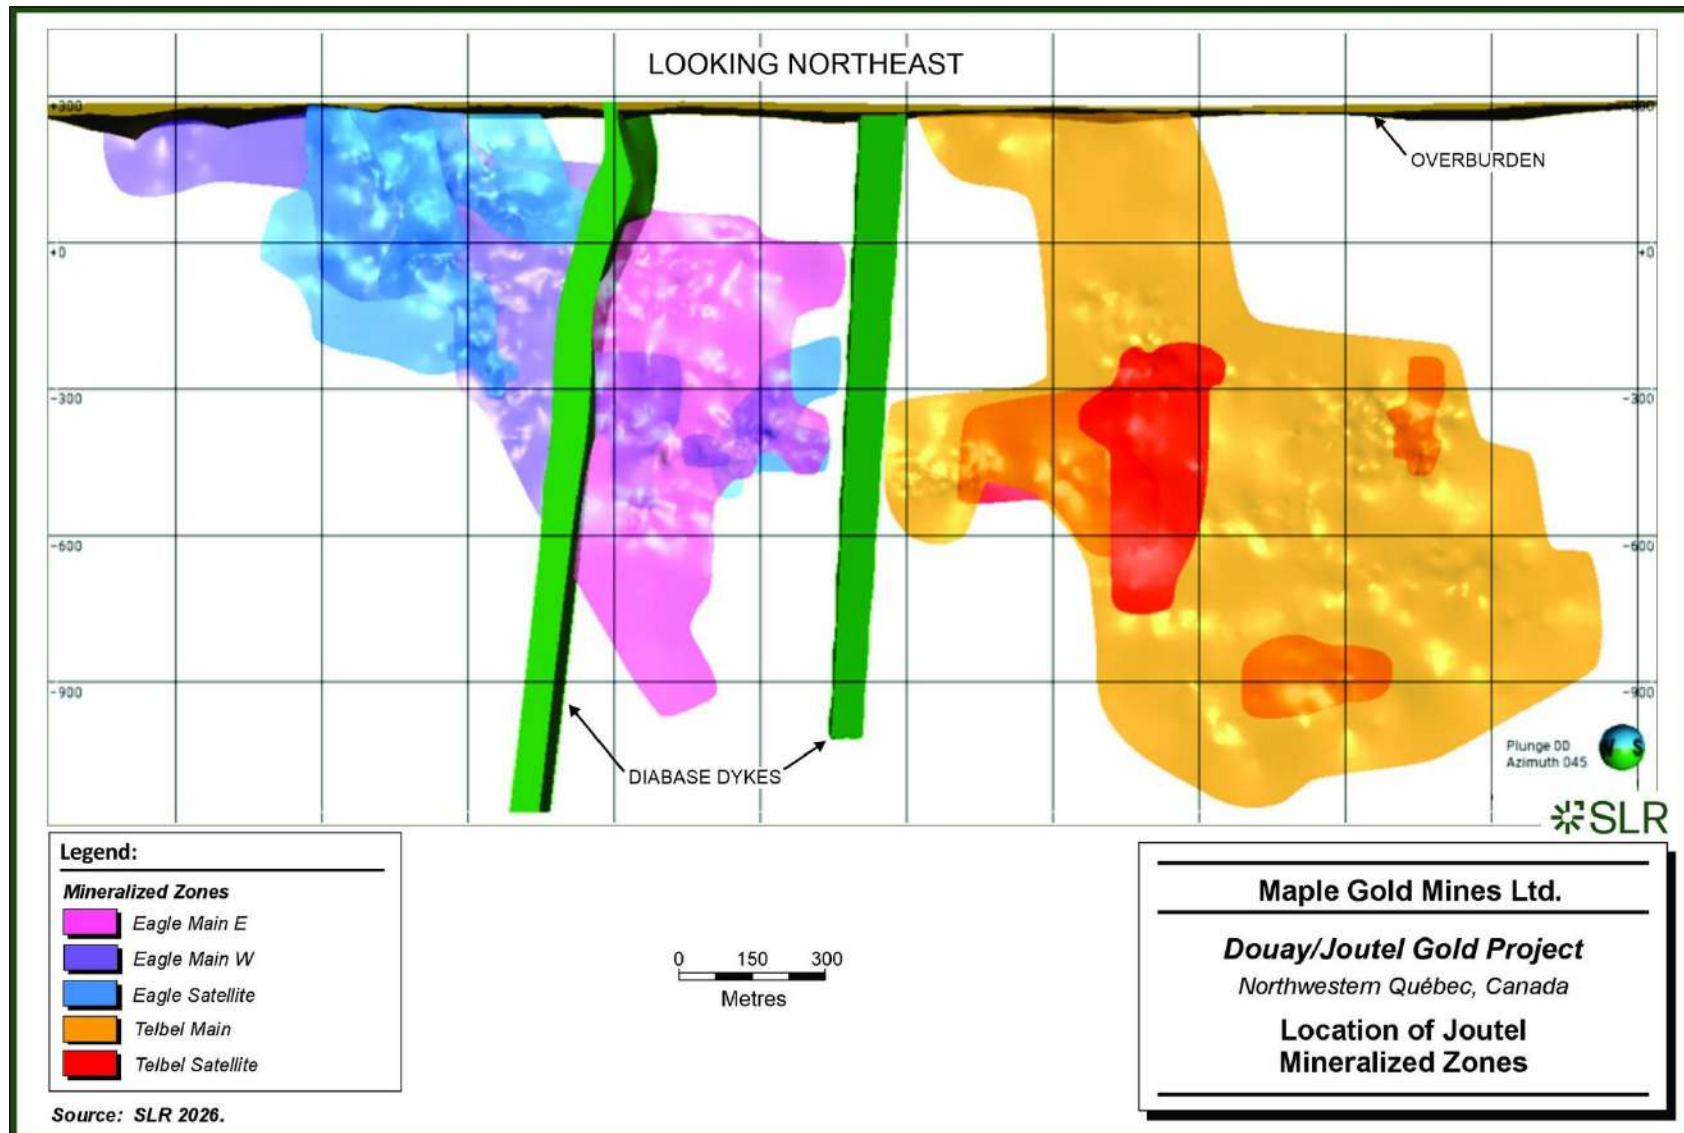 LOOKING NORTHEAST
+300
OVERBURDEN
+0
+0
-300
-300
-600
-600
-900
-900
Plunge 00
Azimuth 045
S
DIABASE DYKES
SLR
Legend:
Mineralized Zones
Eagle Main E
Eagle Main W
Eagle Satellite
Telbel Main
Telbel Satellite
Source: SLR 2026.
0 150 300
Metres
Maple Gold Mines Ltd.
Douay/Joutel Gold Project
Northwestern Québec, Canada
Location of Joutel
Mineralized Zones